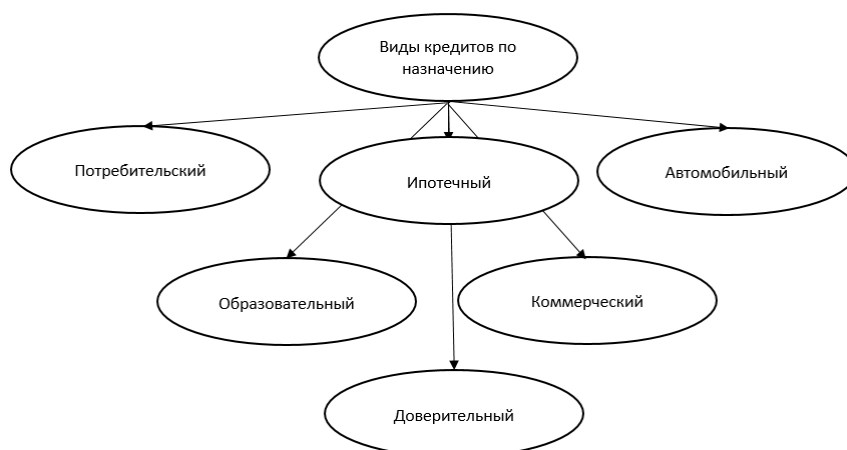 Виды кредитов по
назначению
Потребительский
Ипотечный
Автомобильный
Образовательный
Коммерческий
Доверительный